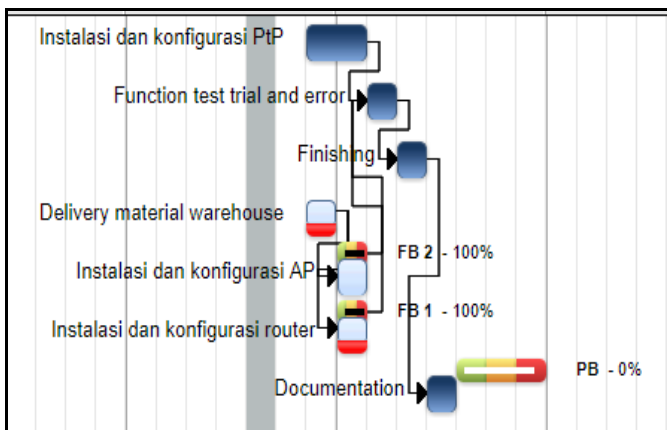 Instalasi dan konfigurasi PtP
Function test trial and error
Finishing
Delivery material warehouse
FB 2 - 100%
Instalasi dan konfigurasi AP
FB 1 - 100%
Instalasi dan konfigurasi router
PB - 0%
Documentation